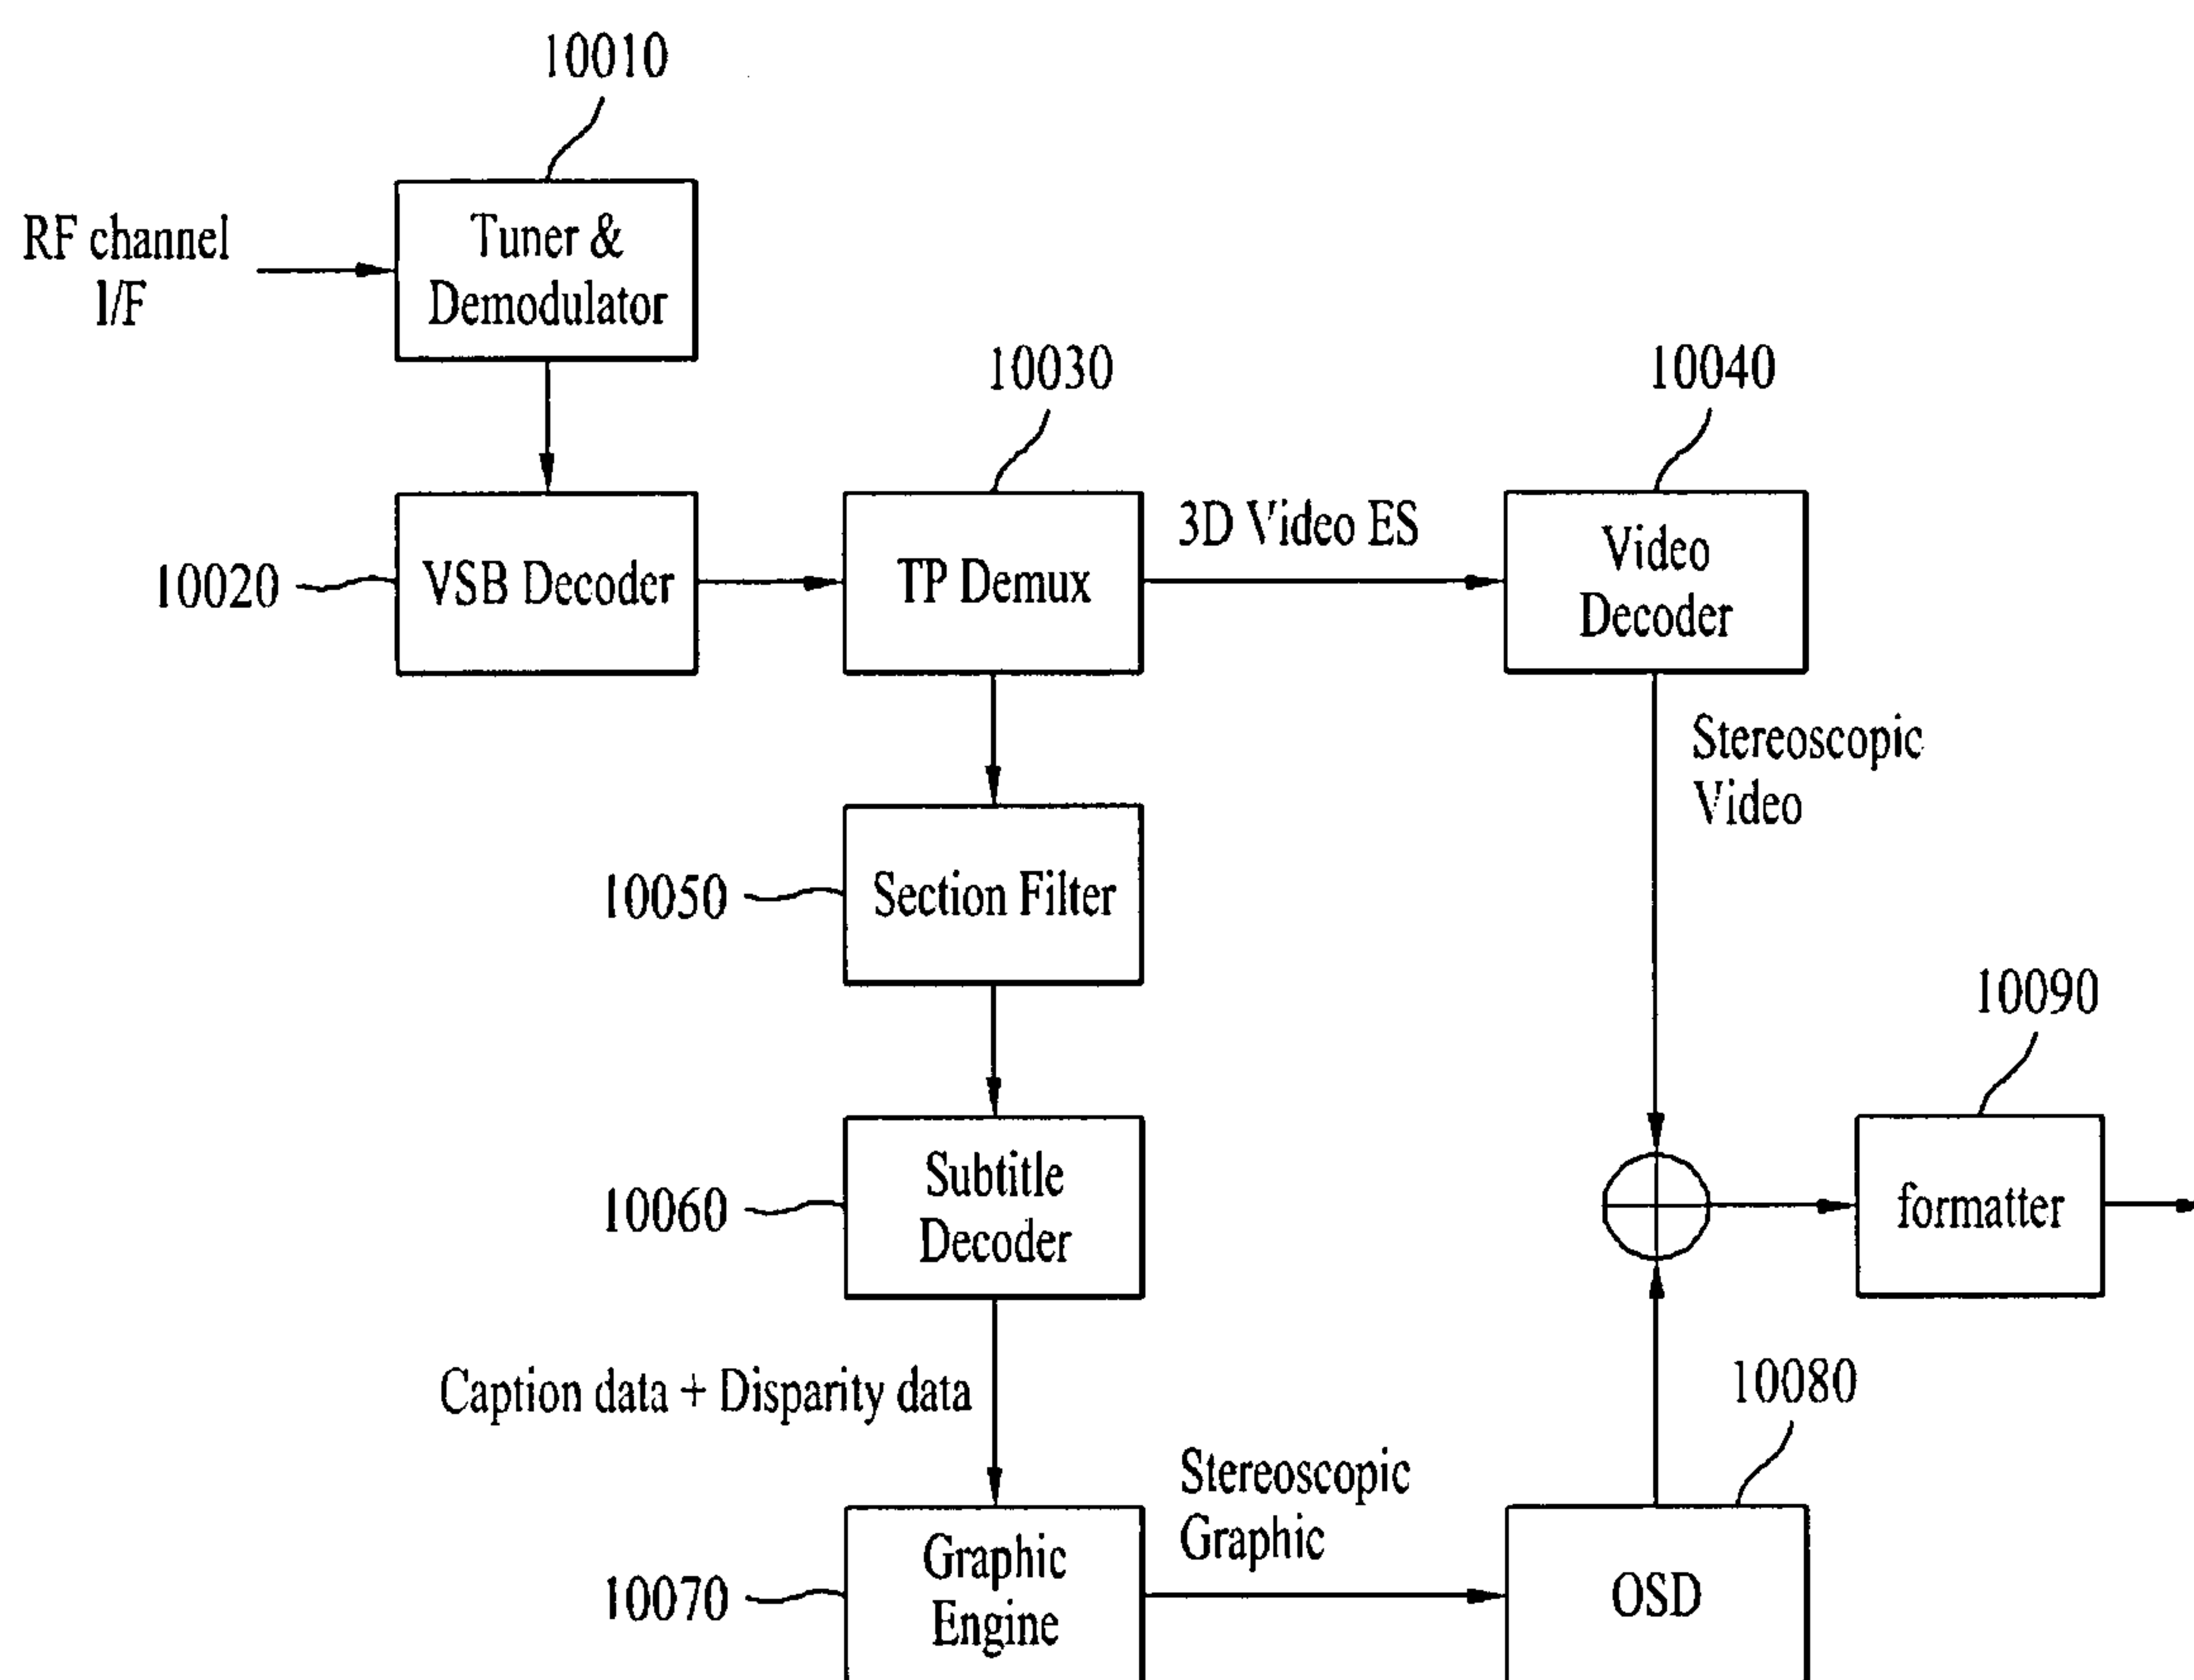 10010
RF channel
I/F
Tuner &
Demodulator
10030
10040
10020
VSB Decoder
TP Demux
3D Video ES
Video
Decoder
Stereoscopic
Video
10050
Section Filter
10090
10060
Subtitle
Decoder
formatter
Caption data + Disparity data
10080
Stereoscopic
Graphic
10070
Graphic
Engine
OSD